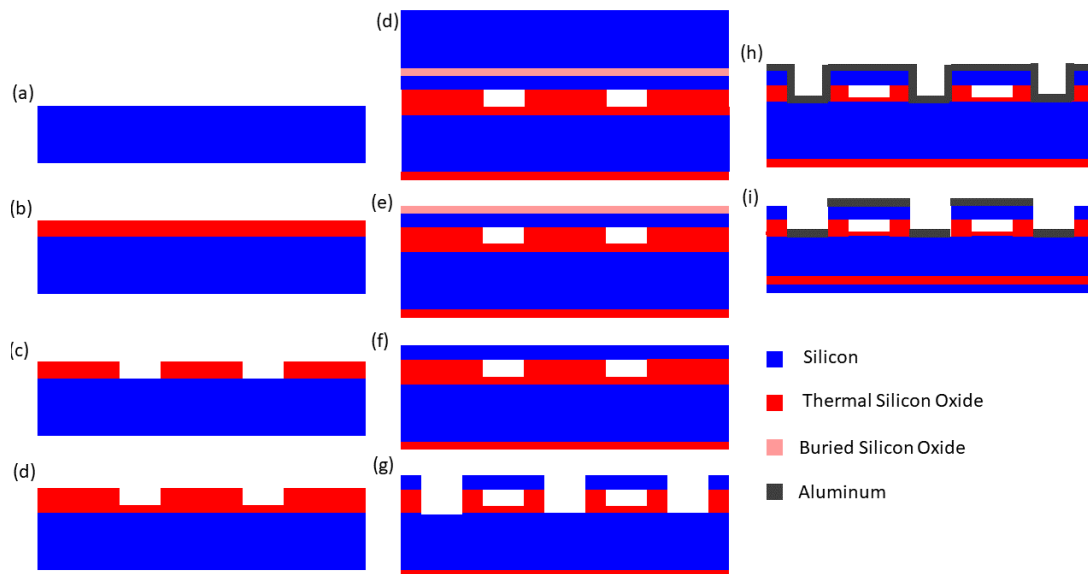 (a)
(b)
(c)
(d)
(d)
(e)
(f)
(g)
(h)
(i)
Silicon
Thermal Silicon Oxide
Buried Silicon Oxide
Aluminum